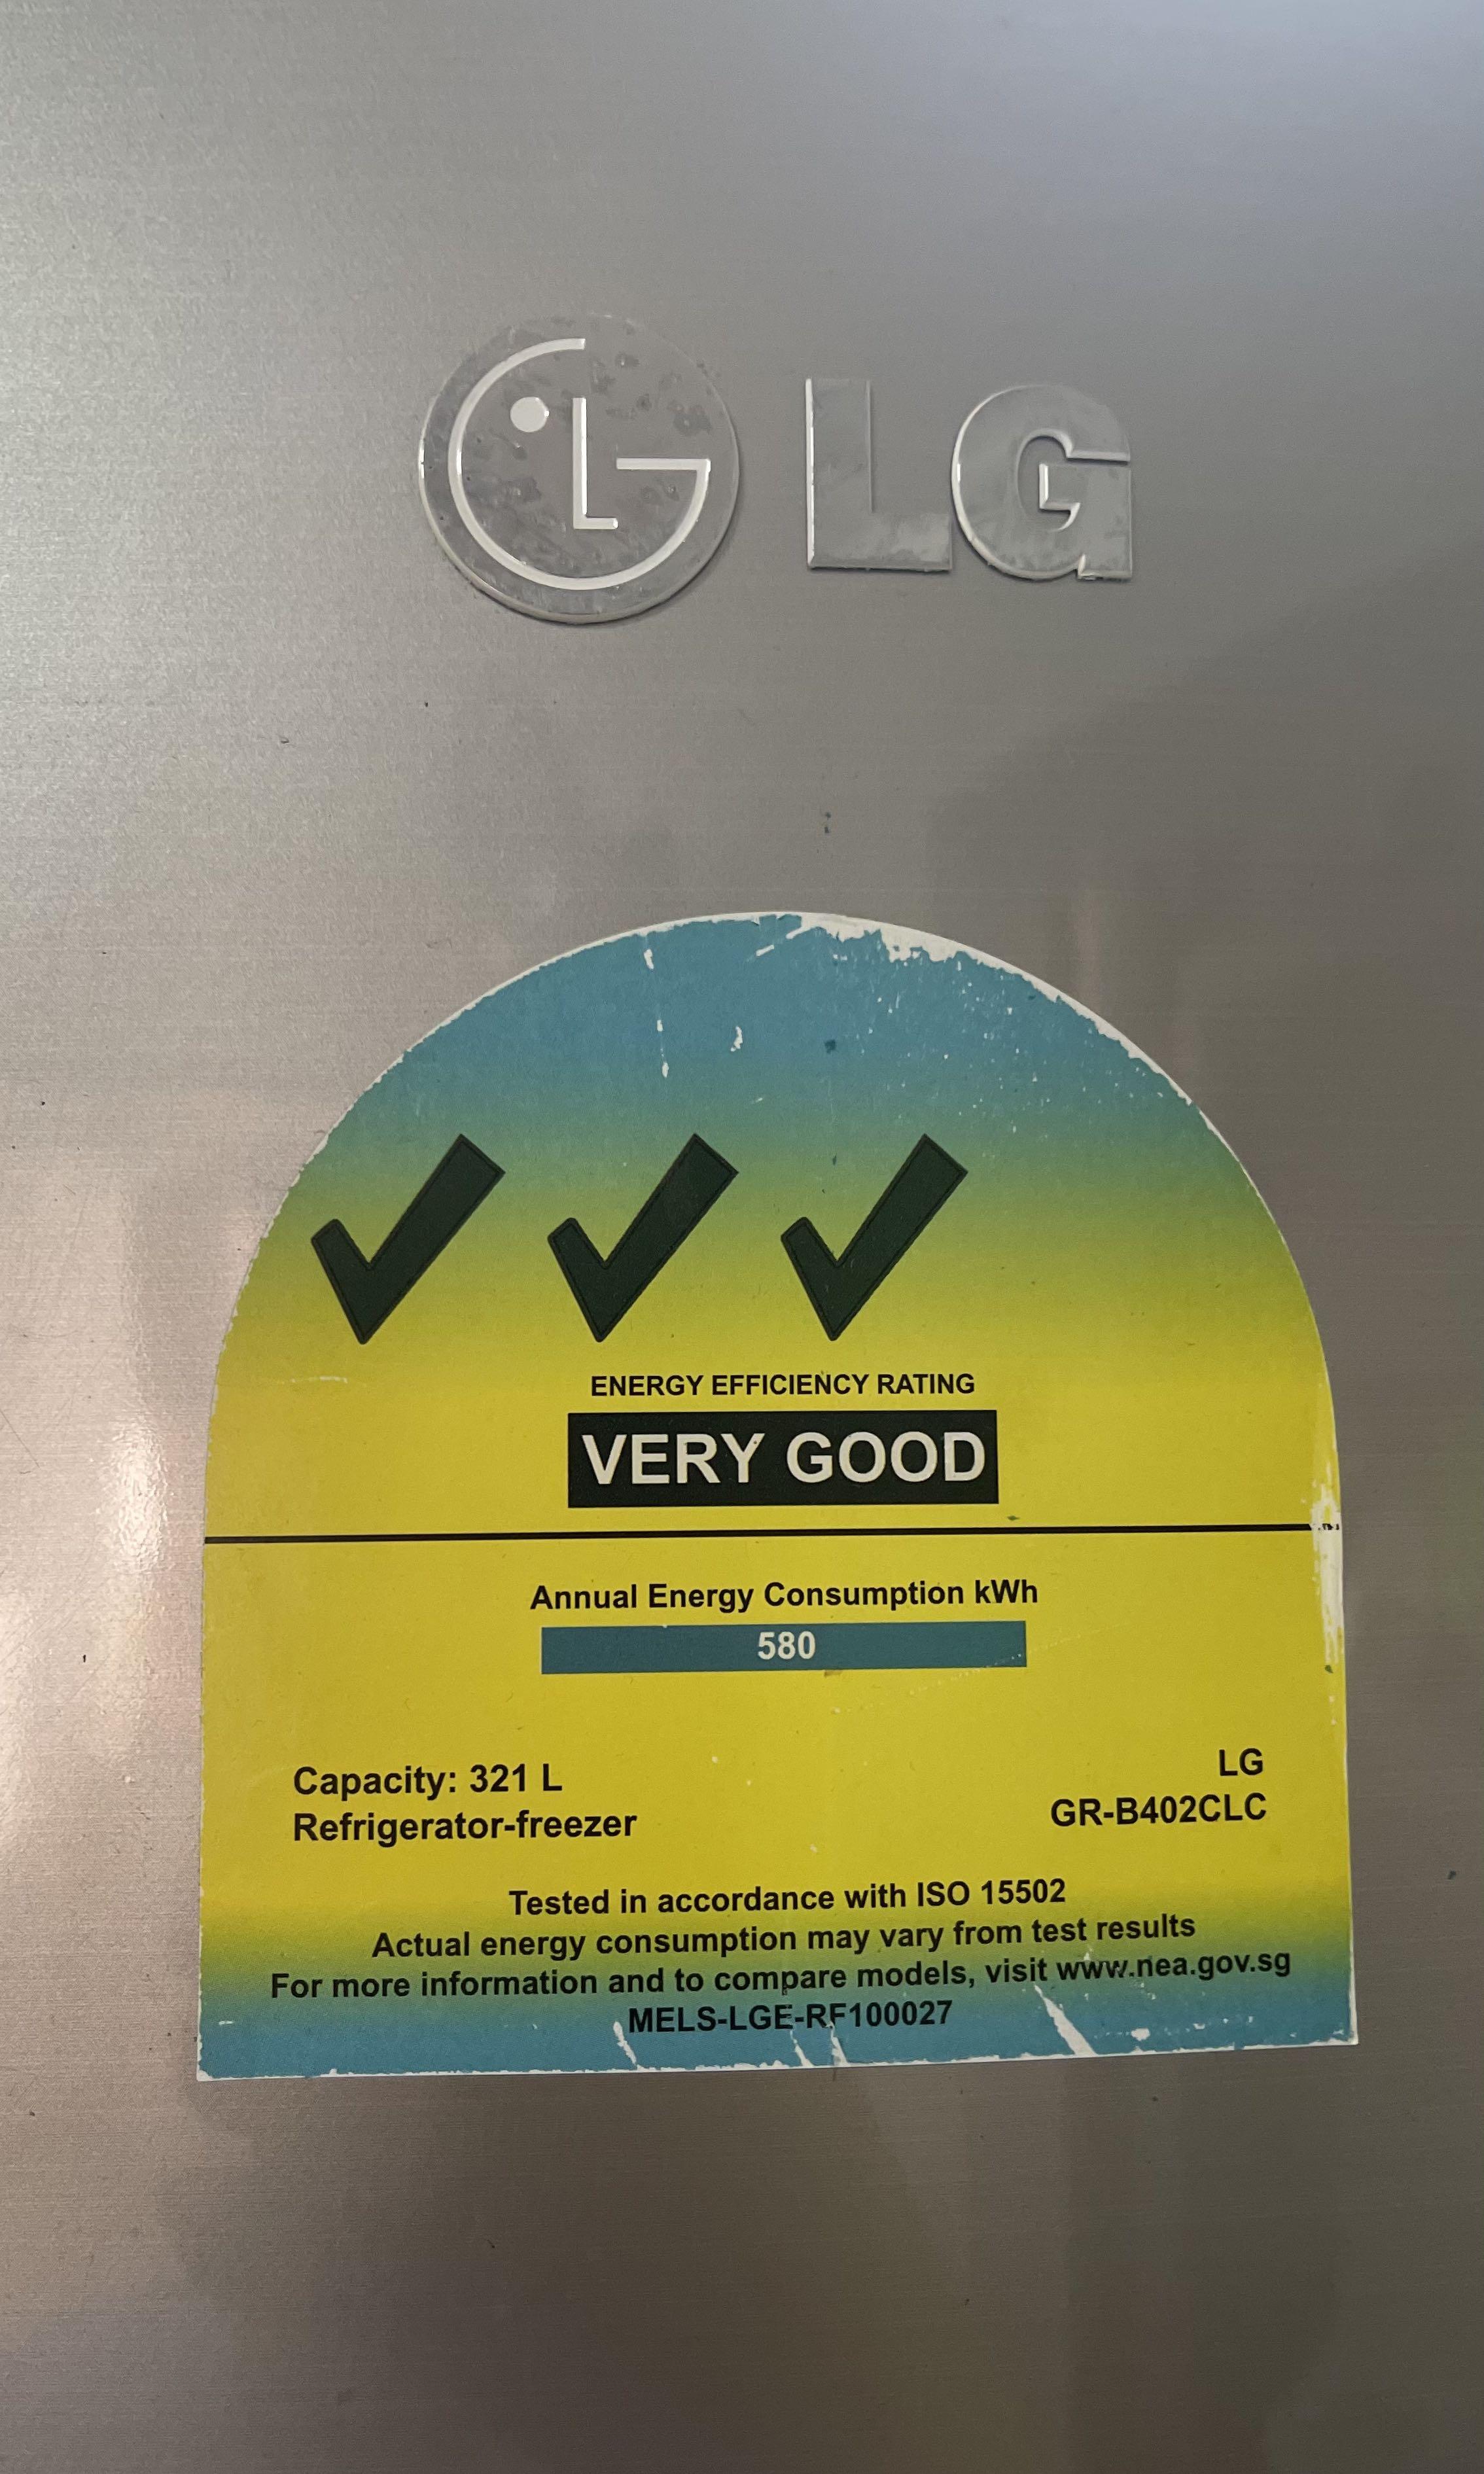 LG LG
ENERGY EFFICIENCY RATING
VERY GOOD
Annual Energy Consumption kWh
580
Capacity: 321 L
Refrigerator-freezer
LG
GR-B402CLC
Tested in accordance with ISO 15502
Actual energy consumption may vary from test results
For more information and to compare models, visit www.nea.gov.sg
MELS-LGE-RF100027